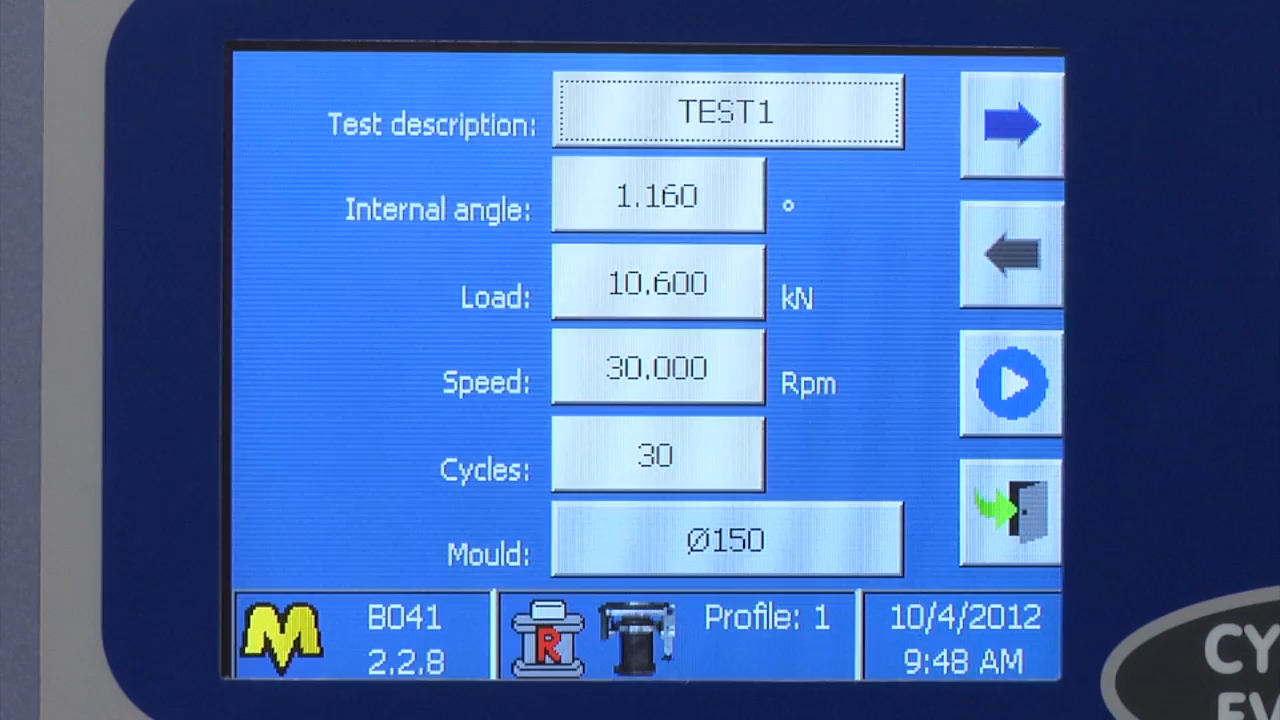 Test description: TEST1
Internal angle: 1.160 °
Load: 10.600 kN
Speed: 30.000 Rpm
Cycles: 30
Mould: Ø150
B041
2.2.8
R
Profile: 1
10/4/2012
9:48 AM